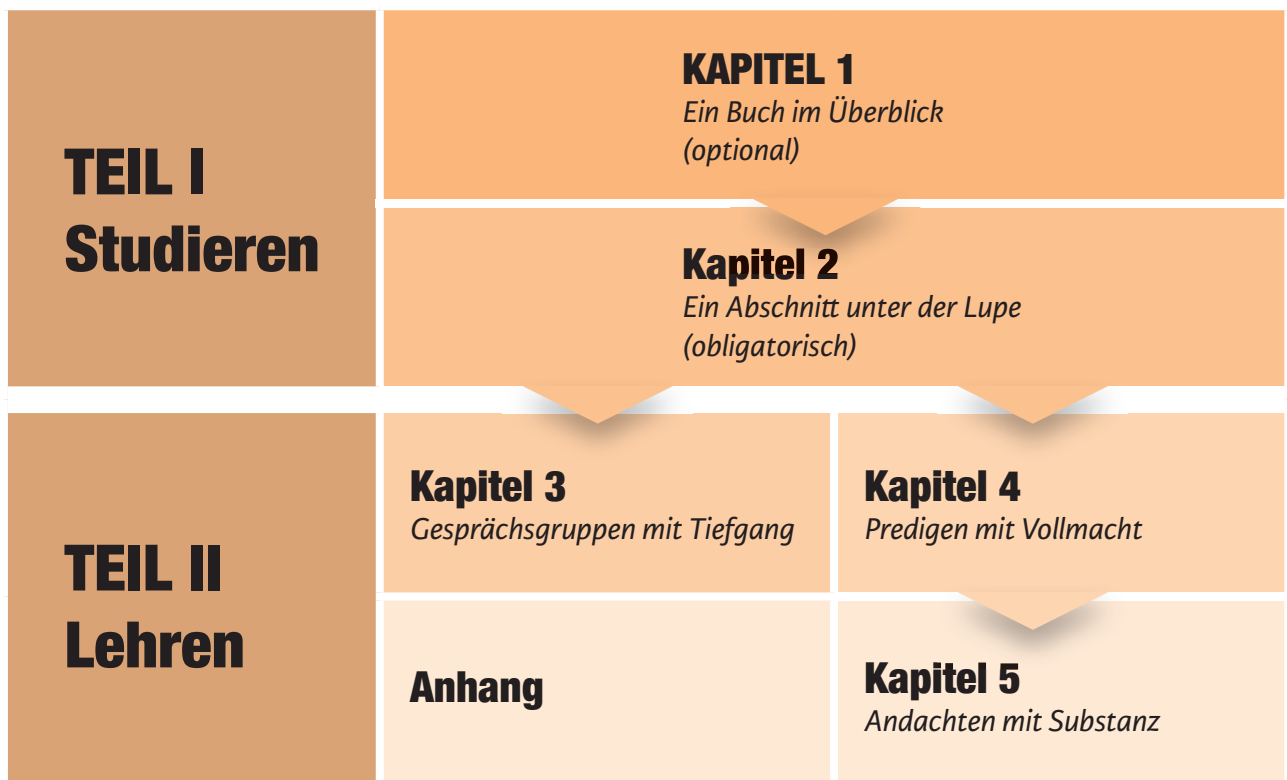 TEIL I
Studieren
KAPITEL 1
Ein Buch im Überblick
(optional)
Kapitel 2
Ein Abschnitt unter der Lupe
(obligatorisch)
TEIL II
Lehren
Kapitel 3
Gesprächsgruppen mit Tiefgang
Kapitel 4
Predigen mit Vollmacht
Anhang
Kapitel 5
Andachten mit Substanz